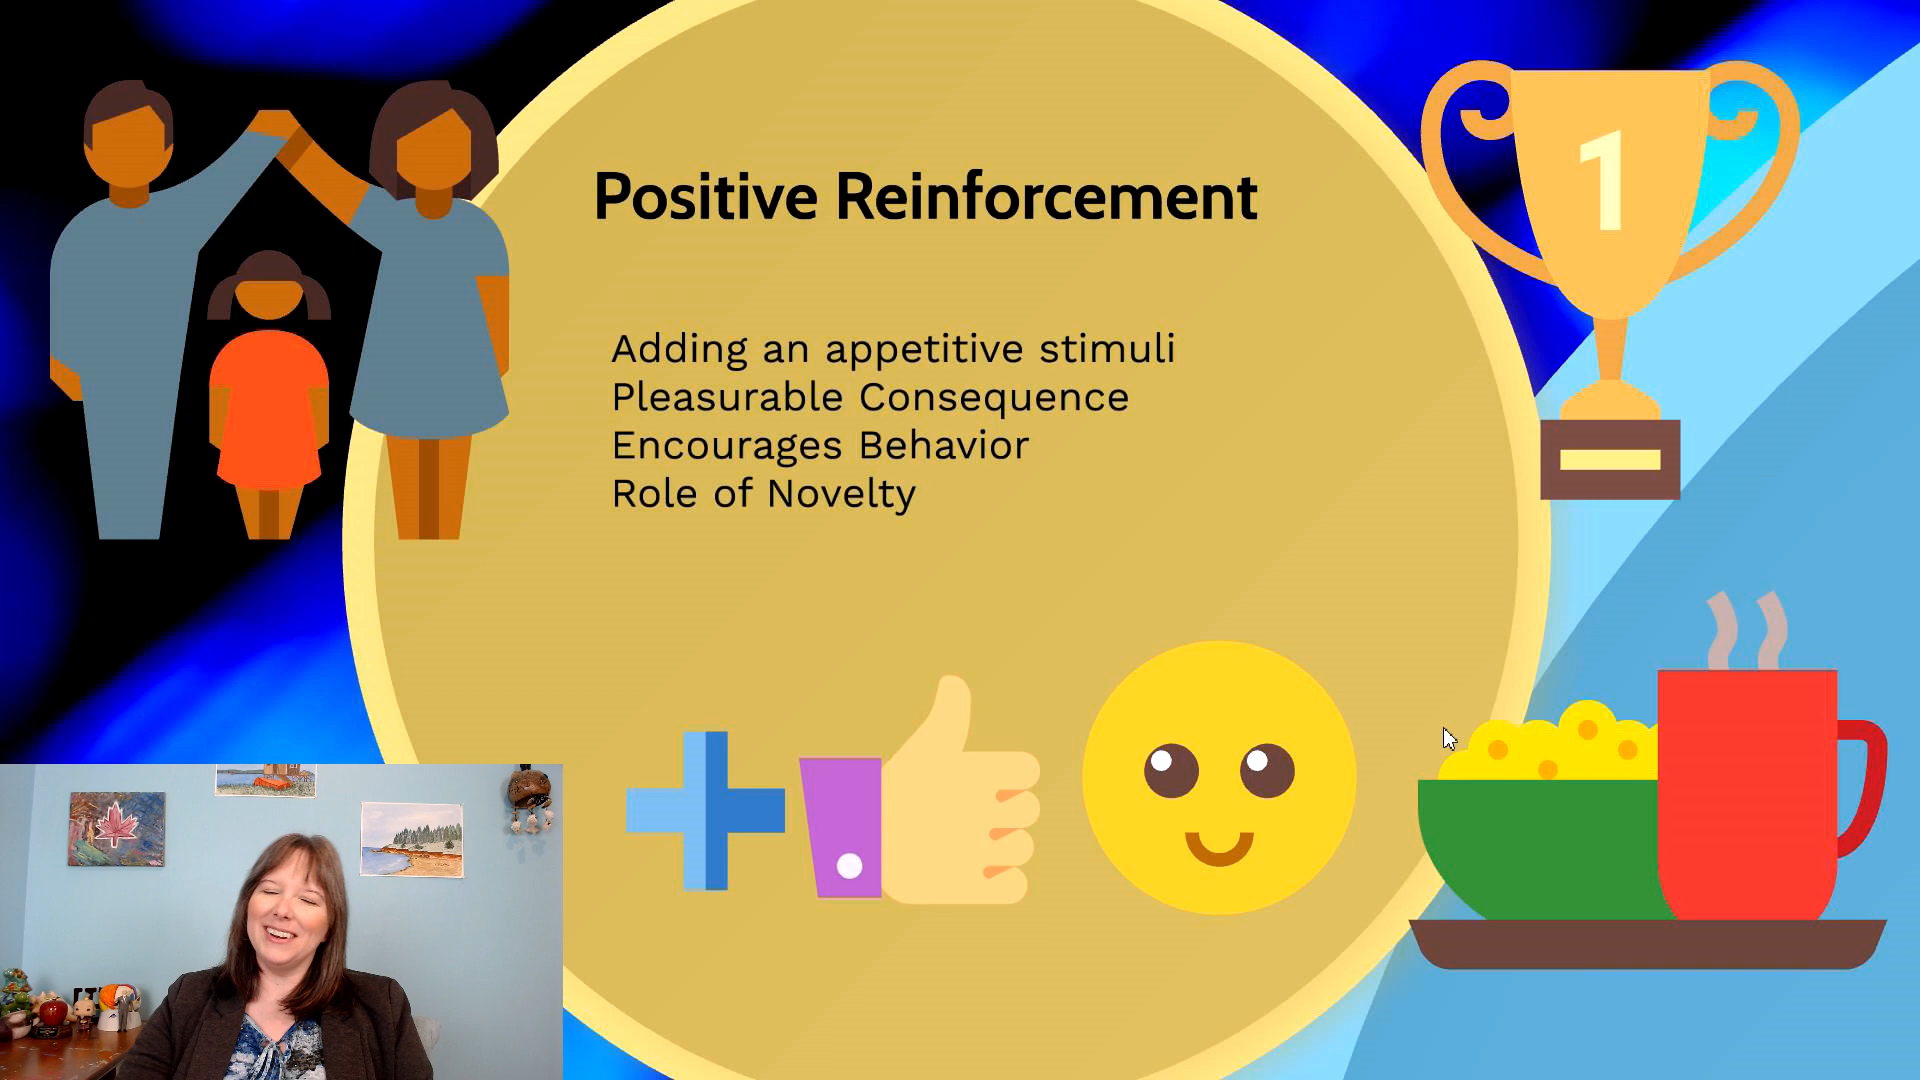 Positive Reinforcement
1
Adding an appetitive stimuli
Pleasurable Consequence
Encourages Behavior
Role of Novelty